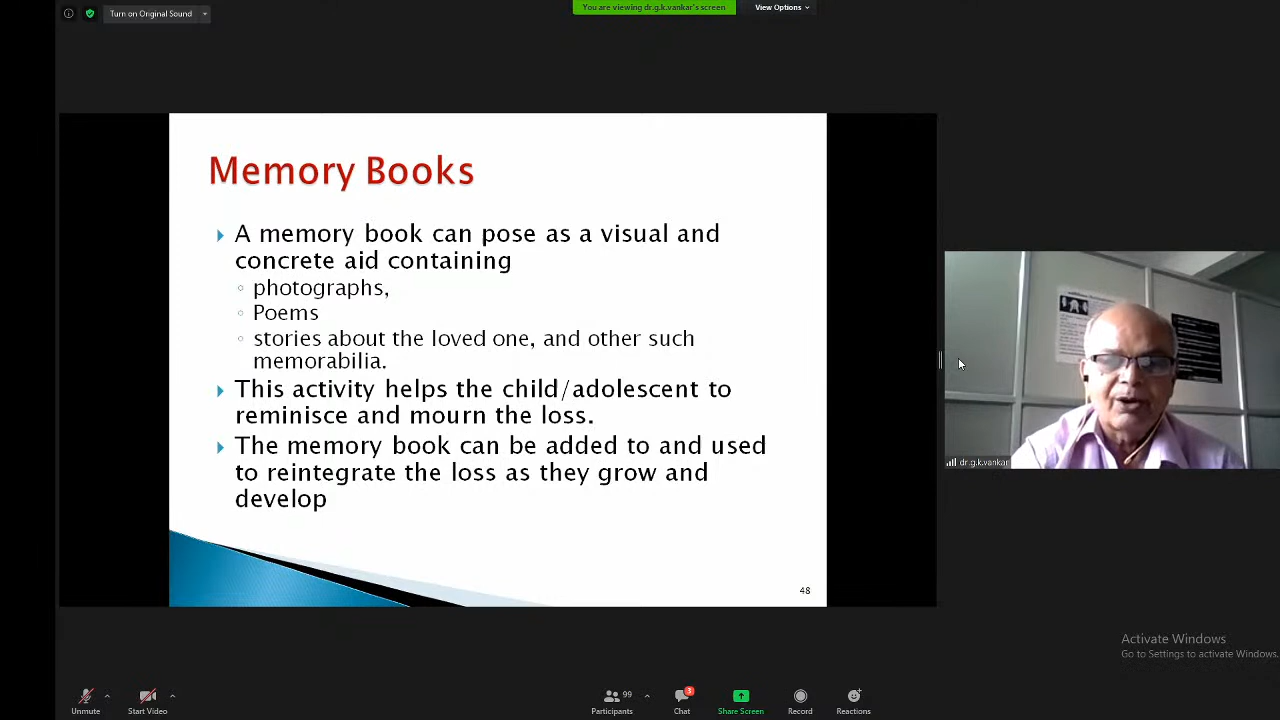 Turn on Original Sound
You are viewing dr.g.k.vankar's screen
View Options
Memory Books
A memory book can pose as a visual and
concrete aid containing
photographs,
Poems
stories about the loved one, and other such
memorabilia.
This activity helps the child/adolescent to
reminisce and mourn the loss.
The memory book can be added to and used
to reintegrate the loss as they grow and
develop
48
dr.g.k.vankar
Activate Windows
Go to Settings to activate Windows.
Unmute
Start Video
99
Participants
3
Chat
Share Screen
Record
Reactions